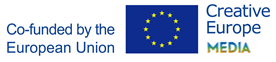 Co-funded by the
European Union
Creative
Europe
MEDIA